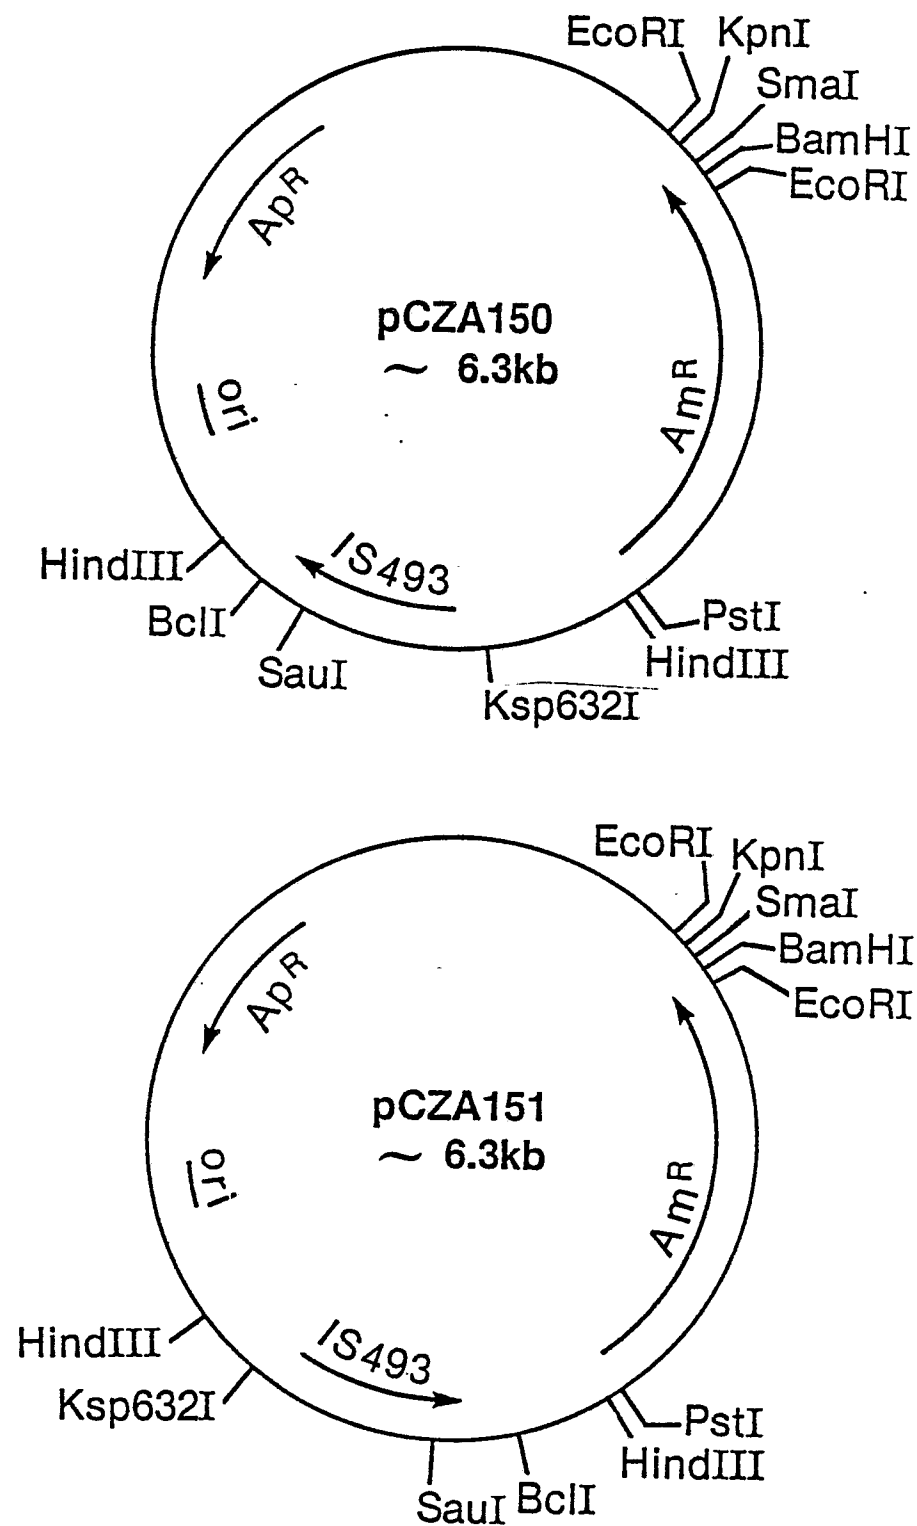 EcoRI
KpnI
SmaI
BamHI
EcoRI
ApR
pCZA150
~ 6.3kb
AmR
ori
IS493
HindIII
BclI
SauI
Ksp632I
HindIII
PstI
EcoRI
KpnI
SmaI
BamHI
EcoRI
ApR
pCZA151
~ 6.3kb
AmR
ori
IS493
HindIII
Ksp632I
SauI
BclI
HindIII
PstI